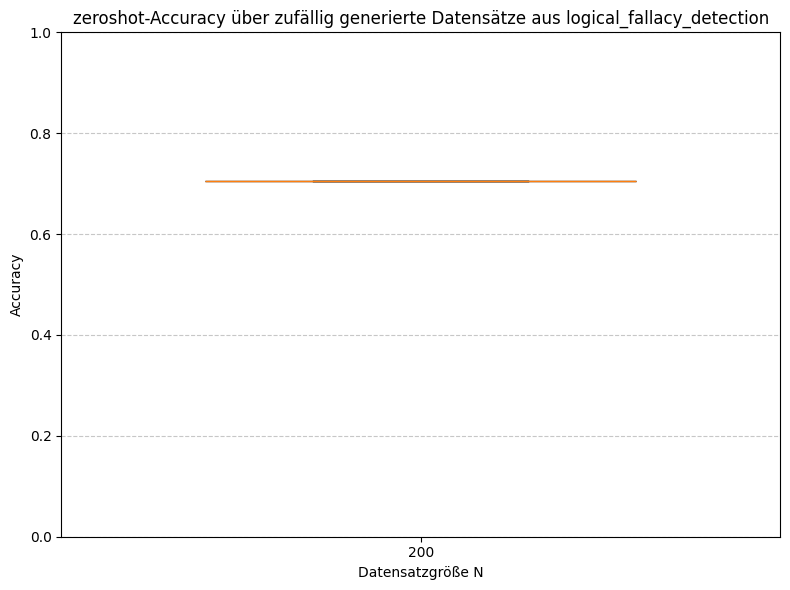 zeroshot-Accuracy über zufällig generierte Datensätze aus logical_fallacy_detection
1.0
0.8
0.6
0.4
0.2
0.0
Accuracy
200
Datensatzgröße N